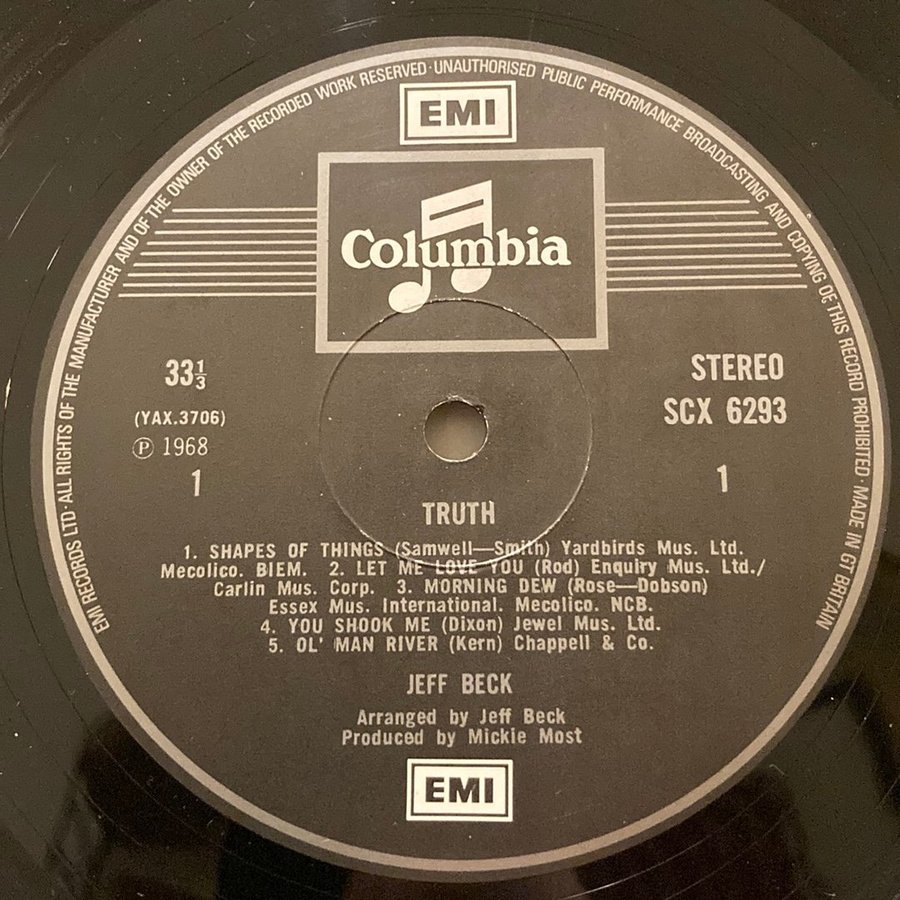 EMI RECORDS LTD · ALL RIGHTS OF THE MANUFACTURER AND OF THE OWNER OF THE RECORDED WORK RESERVED · UNAUTHORISED PUBLIC PERFORMANCE BROADCASTING AND COPYING OF THIS RECORD PROHIBITED · MADE IN GT BRITAIN
EMI
Columbia
33⅓
STEREO
(YAX.3706)
SCX 6293
Ⓟ 1968
1
1
TRUTH
1. SHAPES OF THINGS (Samwell—Smith) Yardbirds Mus. Ltd.
Mecolico. BIEM. 2. LET ME LOVE YOU (Rod) Enquiry Mus. Ltd./
Carlin Mus. Corp. 3. MORNING DEW (Rose—Dobson)
Essex Mus. International. Mecolico. NCB.
4. YOU SHOOK ME (Dixon) Jewel Mus. Ltd.
5. OL' MAN RIVER (Kern) Chappell & Co.
JEFF BECK
Arranged by Jeff Beck
Produced by Mickie Most
EMI